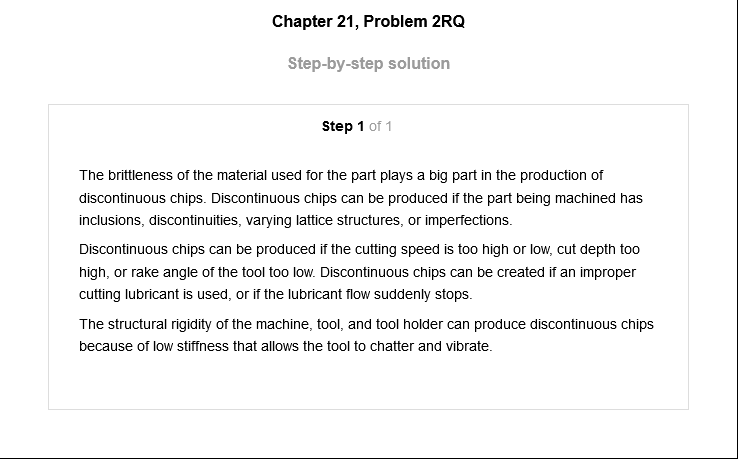 Chapter 21, Problem 2RQ
Step-by-step solution
Step 1 of 1
The brittleness of the material used for the part plays a big part in the production of
discontinuous chips. Discontinuous chips can be produced if the part being machined has
inclusions, discontinuities, varying lattice structures, or imperfections.
Discontinuous chips can be produced if the cutting speed is too high or low, cut depth too
high, or rake angle of the tool too low. Discontinuous chips can be created if an improper
cutting lubricant is used, or if the lubricant flow suddenly stops.
The structural rigidity of the machine, tool, and tool holder can produce discontinuous chips
because of low stiffness that allows the tool to chatter and vibrate.